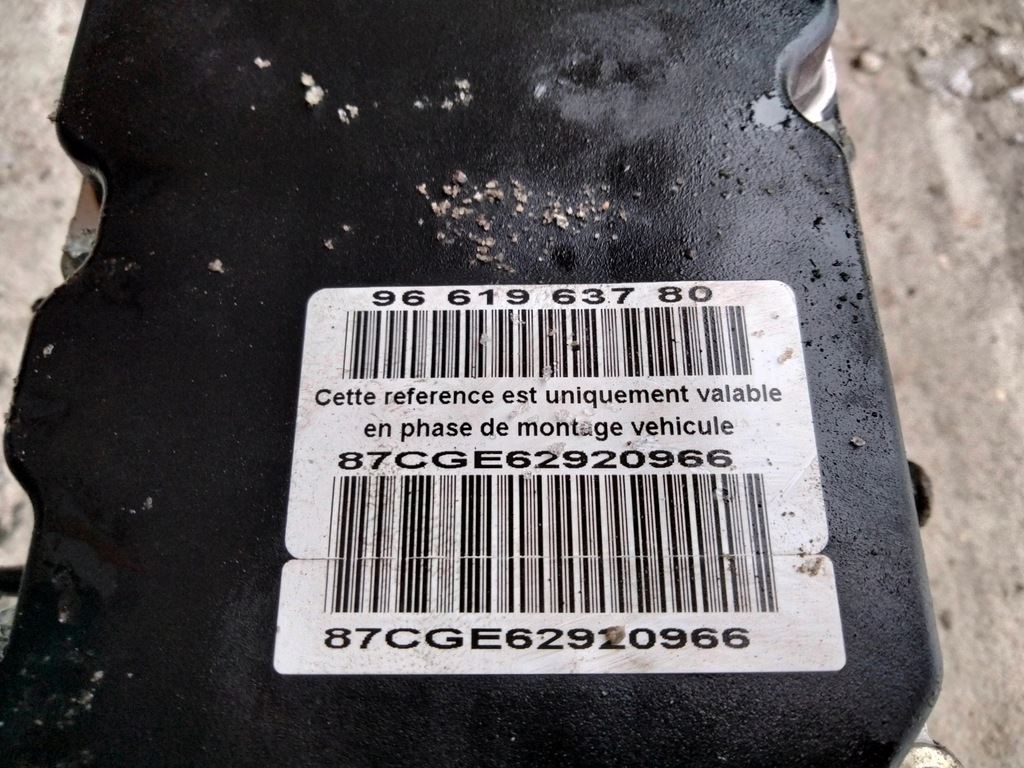 96 619 637 80
Cette reference est uniquement valable
en phase de montage vehicule
87CGE62920966
87CGE62920966